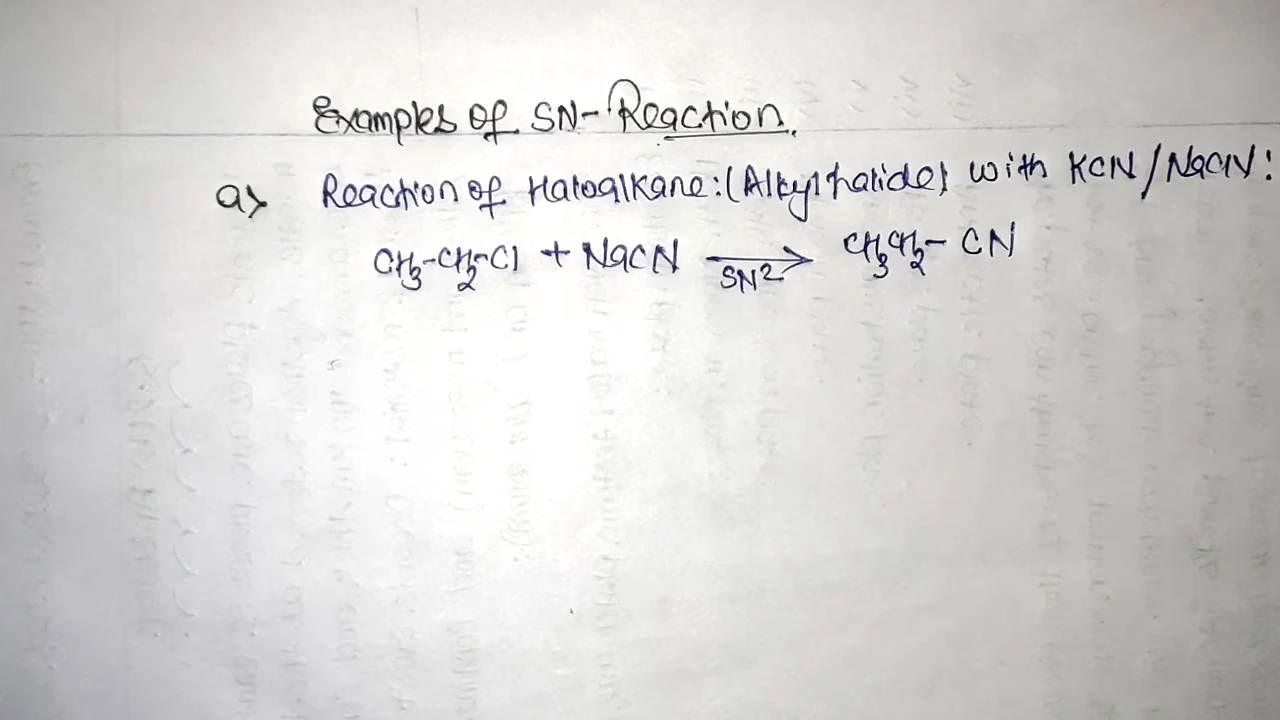 Examples of SN-Reaction.
a) Reaction of Haloalkane:(Alkyl halide) with KCN/NaCN:
CH₃-CH₂-Cl + NaCN → CH₃CH₂-CN
SN²